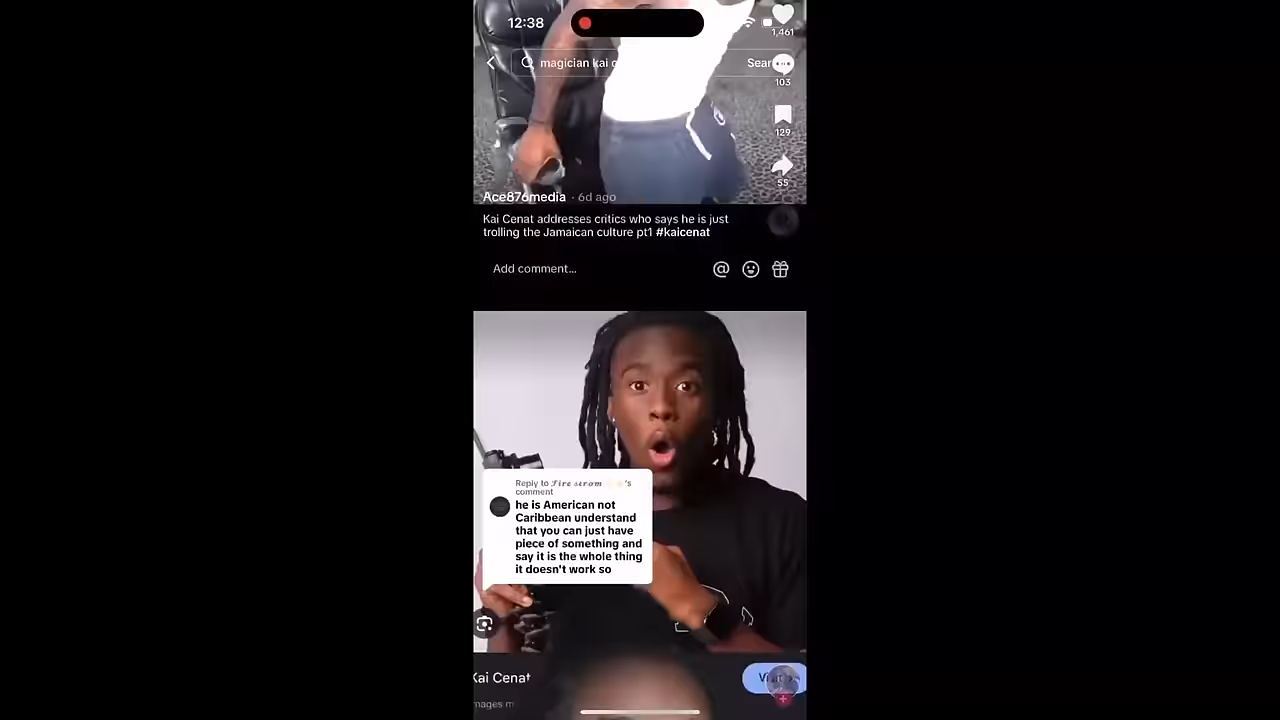 12:38
magician kai c
Sear
1,461
103
129
55
Ace876media · 6d ago
Kai Cenat addresses critics who says he is just
trolling the Jamaican culture pt1 #kaicenat
Add comment...
Reply to 𝓕𝓲𝓻𝓮 𝓼𝓽𝓻𝓸𝓶 's
comment
he is American not
Caribbean understand
that you can just have
piece of something and
say it is the whole thing
it doesn't work so
Kai Cenat